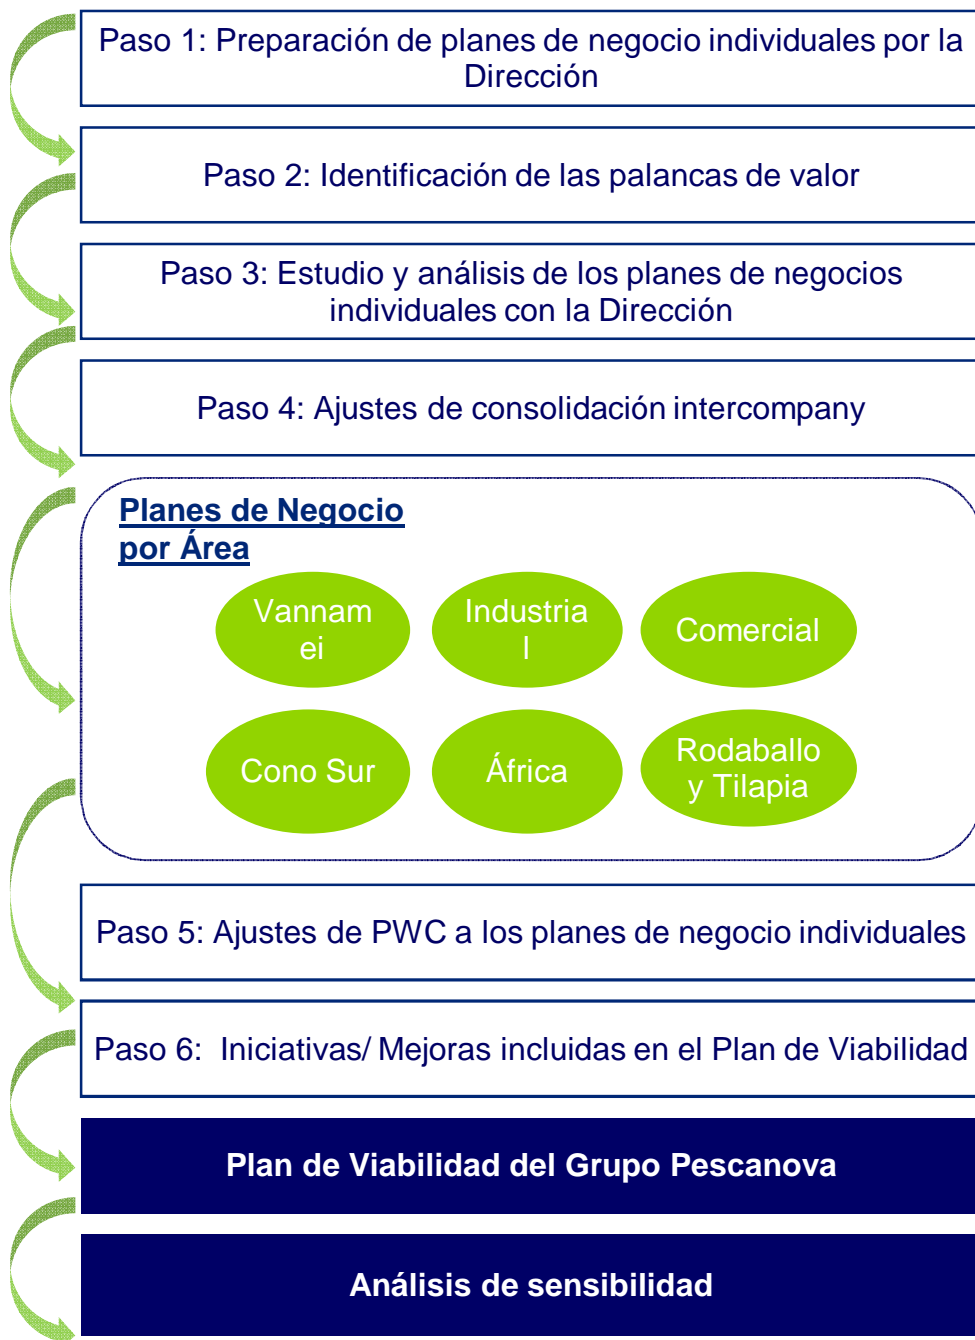 Paso 1: Preparación de planes de negocio individuales por la
Dirección
Paso 2: Identificación de las palancas de valor
Paso 3: Estudio y análisis de los planes de negocios
individuales con la Dirección
Paso 4: Ajustes de consolidación intercompany
Planes de Negocio
por Área
Vannam
ei
Industria
l
Comercial
Cono Sur
África
Rodaballo
y Tilapia
Paso 5: Ajustes de PWC a los planes de negocio individuales
Paso 6: Iniciativas/ Mejoras incluidas en el Plan de Viabilidad
Plan de Viabilidad del Grupo Pescanova
Análisis de sensibilidad